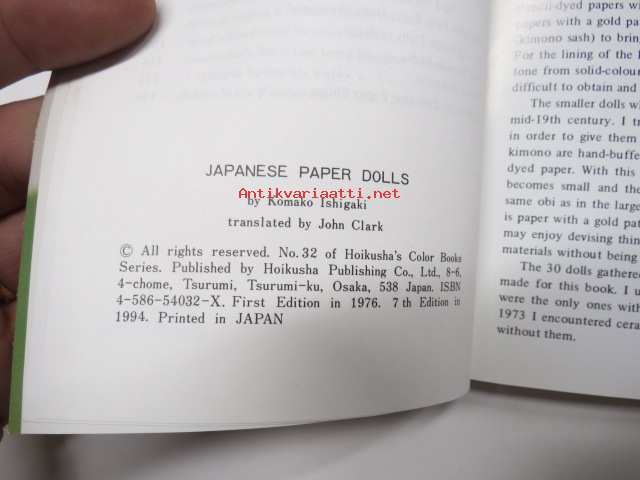 JAPANESE PAPER DOLLS
Antikvariaatti.net
by Komako Ishigaki
translated by John Clark
© All rights reserved. No.32 of Hoikusha's Color Books
Series. Published by Hoikusha Publishing Co., Ltd., 8-6,
4-chome, Tsurumi, Tsurumi-ku, Osaka, 538 Japan. ISBN
4-586-54032-X. First Edition in 1976. 7th Edition in
1994. Printed in JAPAN
papers wi
papers with a gold pa
"kimono sash) to brin
For the lining of the
tone from solid-colou
difficult to obtain and
The smaller dolls w
mid-19th century. I t
in order to give them
kimono are hand-buffe
dyed paper. With this
becomes small and the
same obi as in the large
is paper with a gold pat
may enjoy devising thin
materials without being
The 30 dolls gathere
made for this book. I u
were the only ones with
1973 I encountered cera
without them.